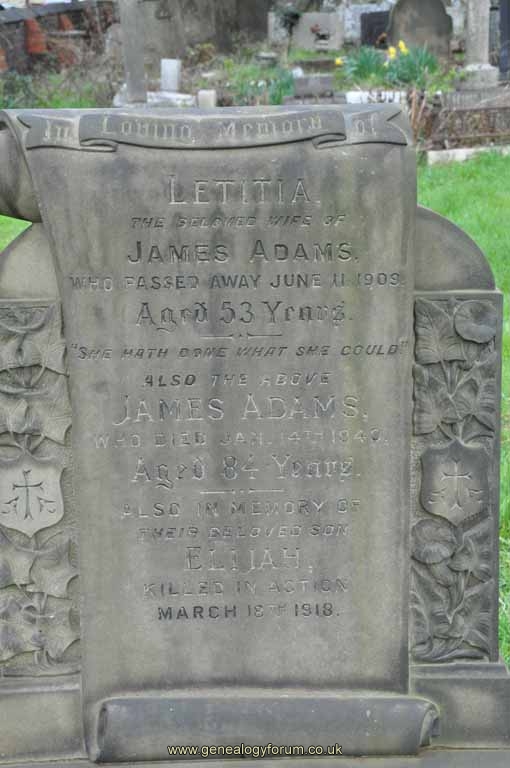 In Loving Memory of
LETITIA,
THE BELOVED WIFE OF
JAMES ADAMS,
WHO PASSED AWAY JUNE 11 1909,
Aged 53 Years.
"SHE HATH DONE WHAT SHE COULD"
ALSO THE ABOVE
JAMES ADAMS,
WHO DIED JAN. 14TH 1940,
Aged 84 Years.
ALSO IN MEMORY OF
THEIR BELOVED SON
ELIJAH,
KILLED IN ACTION
MARCH 18TH 1918.
www.genealogyforum.co.uk